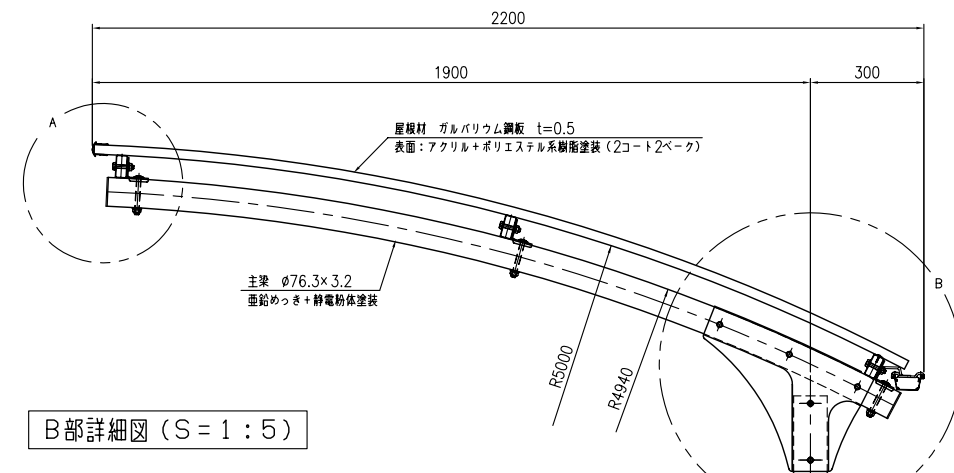 2200
1900
300
A
屋根材 ガルバリウム鋼板 t=0.5
表面：アクリル+ポリエステル系樹脂塗装（2コート2ベーク）
B
主梁 ø76.3×3.2
亜鉛めっき+静電粉体塗装
R5000
R4940
B部詳細図（S=1:5）